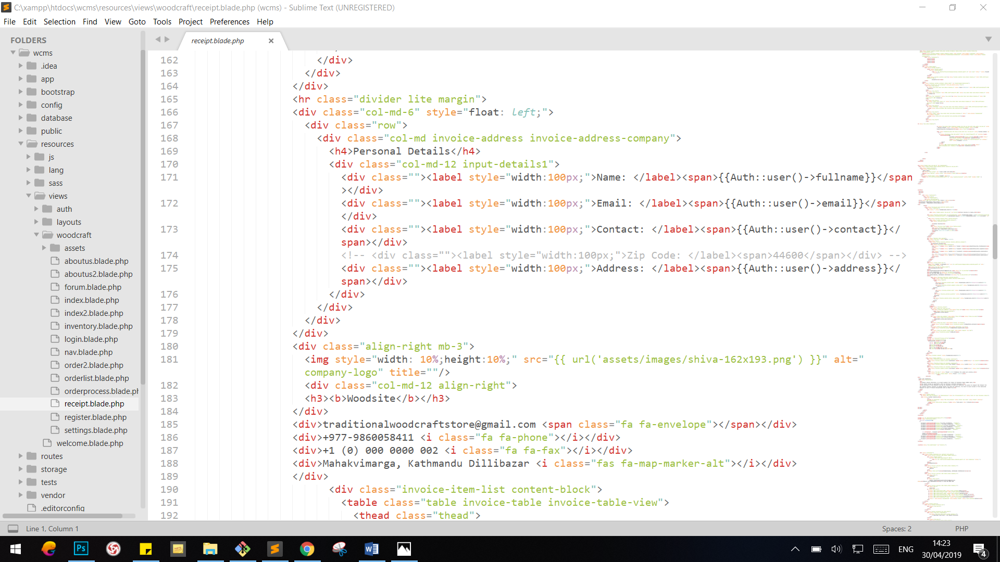 C:\xampp\htdocs\wcms\resources\views\woodcraft\receipt.blade.php (wcms) - Sublime Text (UNREGISTERED)
File Edit Selection Find View Goto Tools Project Preferences Help
FOLDERS
wcms
.idea
app
bootstrap
config
database
public
resources
js
lang
sass
views
auth
layouts
woodcraft
assets
aboutus.blade.php
aboutus2.blade.php
forum.blade.php
index.blade.php
index2.blade.php
inventory.blade.php
login.blade.php
nav.blade.php
order2.blade.php
orderlist.blade.php
orderprocess.blade.ph
receipt.blade.php
register.blade.php
settings.blade.php
welcome.blade.php
routes
storage
tests
vendor
.editorconfig
receipt.blade.php
162 </div>
163 </div>
164 </div>
165 <hr class="divider lite margin">
166 <div class="col-md-6" style="float: left;">
167 <div class="row">
168 <div class="col-md invoice-address invoice-address-company">
169 <h4>Personal Details</h4>
170 <div class="col-md-12 input-details1">
171 <div class=""><label style="width:100px;">Name: </label><span>{{Auth::user()->fullname}}</span
></div>
172 <div class=""><label style="width:100px;">Email: </label><span>{{Auth::user()->email}}</span>
</div>
173 <div class=""><label style="width:100px;">Contact: </label><span>{{Auth::user()->contact}}</
span></div>
174 <!-- <div class=""><label style="width:100px;">Zip Code: </label><span>44600</span></div> -->
175 <div class=""><label style="width:100px;">Address: </label><span>{{Auth::user()->address}}</
span></div>
176 </div>
177 </div>
178 </div>
179 </div>
180 <div class="align-right mb-3">
181 <img style="width: 10%;height:10%;" src="{{ url('assets/images/shiva-162x193.png') }}" alt="
company-logo" title=""/>
182 <div class="col-md-12 align-right">
183 <h3><b>Woodsite</b></h3>
184 </div>
185 <div>traditionalwoodcraftstore@gmail.com <span class="fa fa-envelope"></span></div>
186 <div>+977-9860058411 <i class="fa fa-phone"></i></div>
187 <div>+1 (0) 000 0000 002 <i class="fa fa-fax"></i></div>
188 <div>Mahakvimarga, Kathmandu Dillibazar <i class="fas fa-map-marker-alt"></i></div>
189 </div>
190 <div class="invoice-item-list content-block">
191 <table class="table invoice-table invoice-table-view">
192 <thead class="thead">
Line 1, Column 1
Spaces: 2
PHP
Ps
ENG
14:23
30/04/2019
4